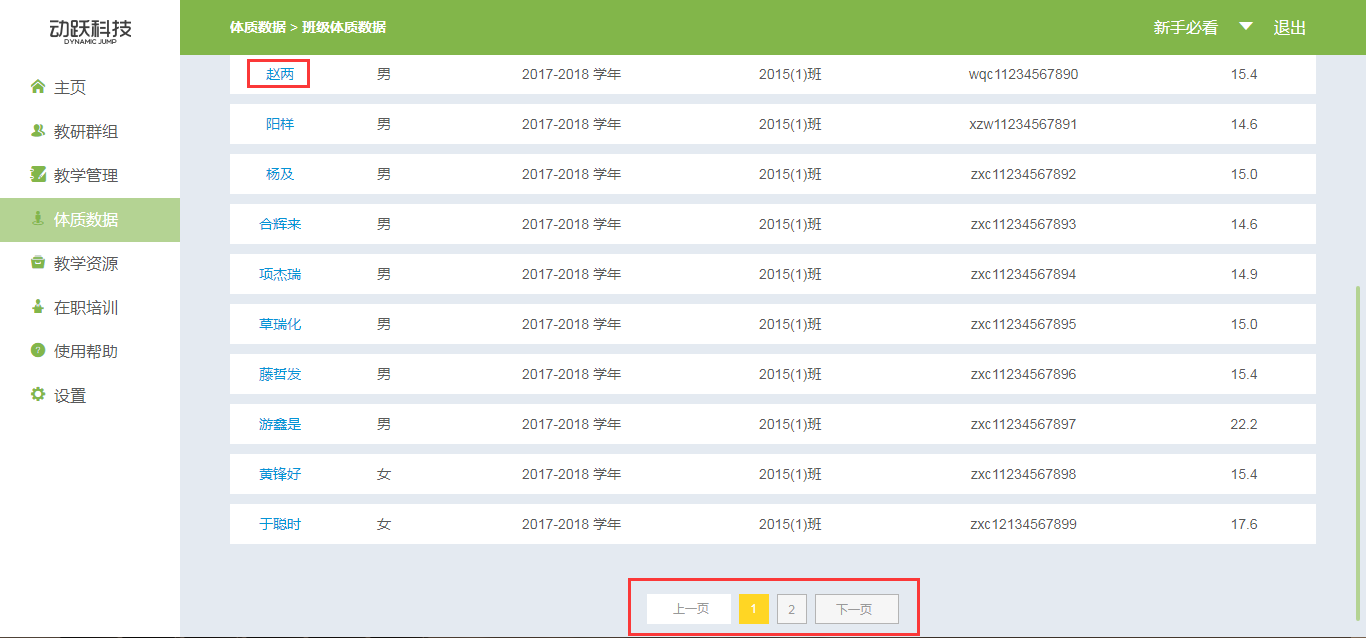 动跃科技
DYNAMIC JUMP
体质数据 > 班级体质数据
新手必看
退出
主页
教研群组
教学管理
体质数据
教学资源
在职培训
使用帮助
设置
赵两 男 2017-2018 学年 2015(1)班 wqc11234567890 15.4
阳样 男 2017-2018 学年 2015(1)班 xzw11234567891 14.6
杨及 男 2017-2018 学年 2015(1)班 zxc11234567892 15.0
合辉来 男 2017-2018 学年 2015(1)班 zxc11234567893 14.6
项杰瑞 男 2017-2018 学年 2015(1)班 zxc11234567894 14.9
草瑞化 男 2017-2018 学年 2015(1)班 zxc11234567895 15.0
藤哲发 男 2017-2018 学年 2015(1)班 zxc11234567896 15.4
游鑫是 男 2017-2018 学年 2015(1)班 zxc11234567897 22.2
黄锋好 女 2017-2018 学年 2015(1)班 zxc11234567898 15.4
于聪时 女 2017-2018 学年 2015(1)班 zxc12134567899 17.6
上一页 1 2 下一页